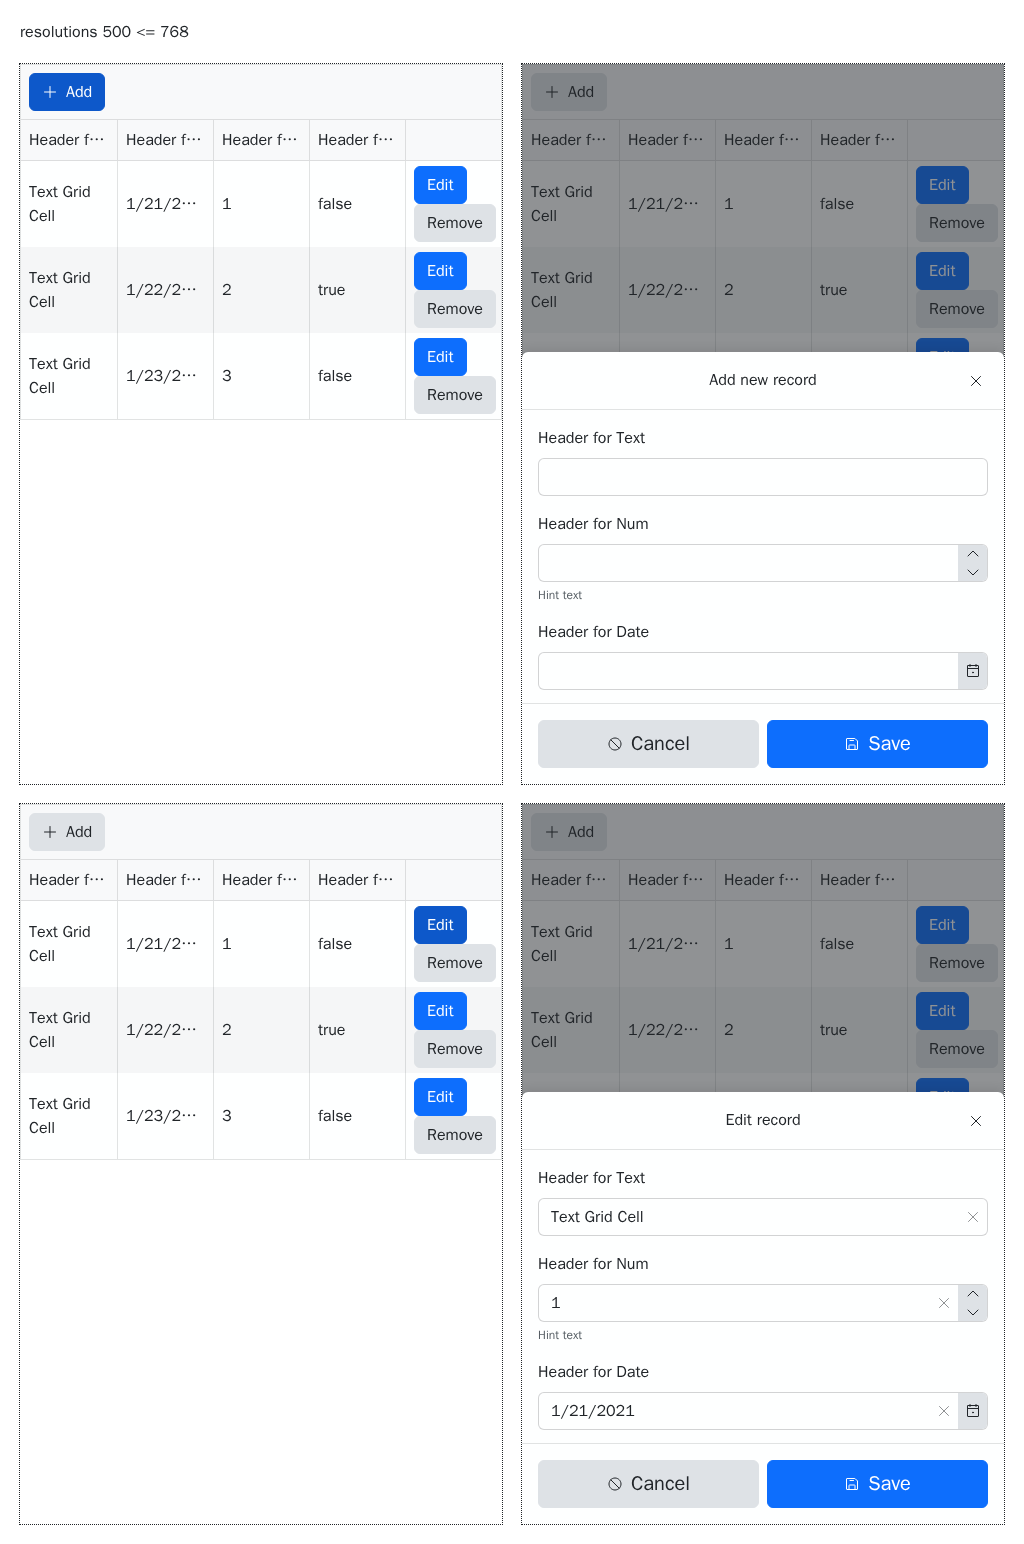 resolutions 500 <= 768
Add
Header f··· Header f··· Header f··· Header f···
Text Grid Cell 1/21/2··· 1 false Edit Remove
Text Grid Cell 1/22/2··· 2 true Edit Remove
Text Grid Cell 1/23/2··· 3 false Edit Remove
Add
Header f··· Header f··· Header f··· Header f···
Text Grid Cell 1/21/2··· 1 false Edit Remove
Text Grid Cell 1/22/2··· 2 true Edit Remove
Edit
Add new record
Header for Text
Header for Num
Hint text
Header for Date
Cancel Save
Add
Header f··· Header f··· Header f··· Header f···
Text Grid Cell 1/21/2··· 1 false Edit Remove
Text Grid Cell 1/22/2··· 2 true Edit Remove
Text Grid Cell 1/23/2··· 3 false Edit Remove
Add
Header f··· Header f··· Header f··· Header f···
Text Grid Cell 1/21/2··· 1 false Edit Remove
Text Grid Cell 1/22/2··· 2 true Edit Remove
Edit
Edit record
Header for Text
Text Grid Cell
Header for Num
1
Hint text
Header for Date
1/21/2021
Cancel Save